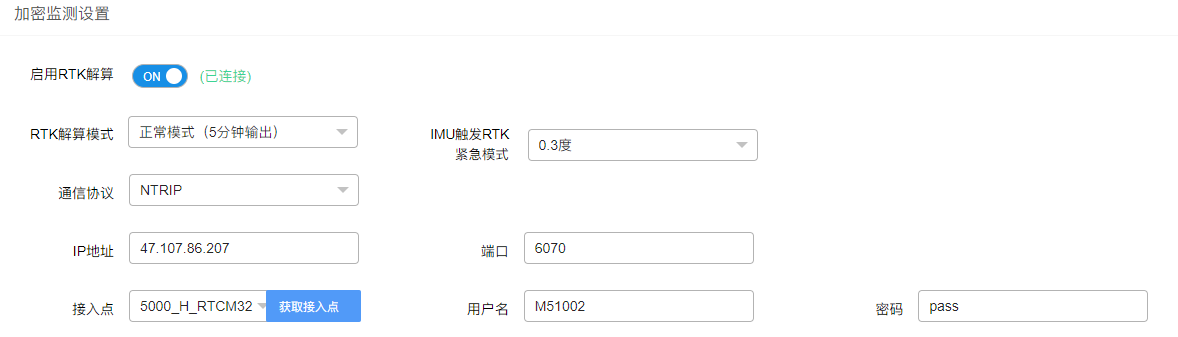 加密监测设置
启用RTK解算 ON (已连接)
RTK解算模式 正常模式（5分钟输出） IMU触发RTK 0.3度
紧急模式
通信协议 NTRIP
IP地址 47.107.86.207 端口 6070
接入点 5000_H_RTCM32 获取接入点 用户名 M51002 密码 pass